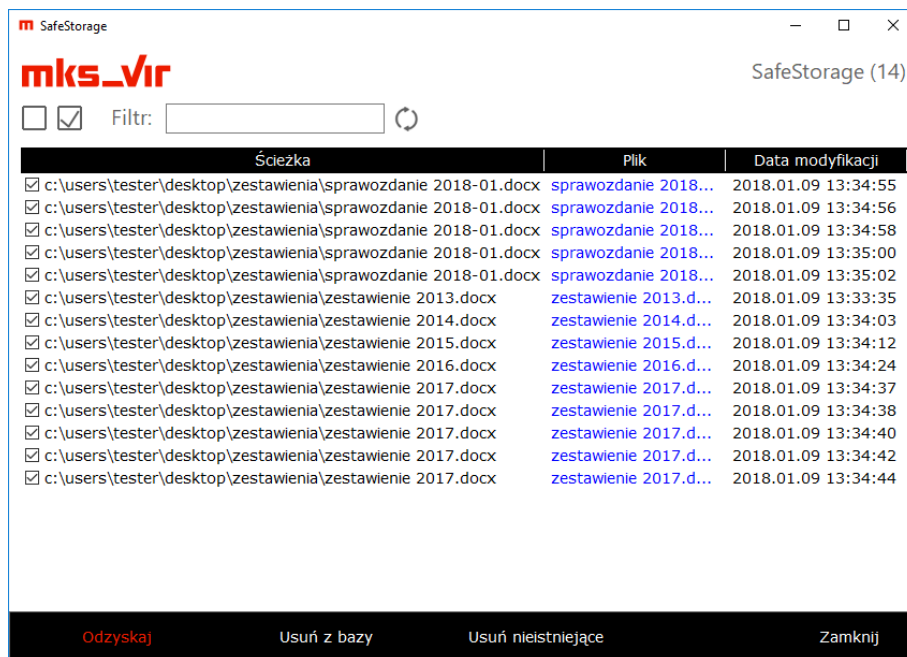 m SafeStorage
mks_vir
SafeStorage (14)
Filtr:
Ścieżka Plik Data modyfikacji
c:\users\tester\desktop\zestawienia\sprawozdanie 2018-01.docx sprawozdanie 2018... 2018.01.09 13:34:55
c:\users\tester\desktop\zestawienia\sprawozdanie 2018-01.docx sprawozdanie 2018... 2018.01.09 13:34:56
c:\users\tester\desktop\zestawienia\sprawozdanie 2018-01.docx sprawozdanie 2018... 2018.01.09 13:34:58
c:\users\tester\desktop\zestawienia\sprawozdanie 2018-01.docx sprawozdanie 2018... 2018.01.09 13:35:00
c:\users\tester\desktop\zestawienia\sprawozdanie 2018-01.docx sprawozdanie 2018... 2018.01.09 13:35:02
c:\users\tester\desktop\zestawienia\zestawienie 2013.docx zestawienie 2013.d... 2018.01.09 13:33:35
c:\users\tester\desktop\zestawienia\zestawienie 2014.docx zestawienie 2014.d... 2018.01.09 13:34:03
c:\users\tester\desktop\zestawienia\zestawienie 2015.docx zestawienie 2015.d... 2018.01.09 13:34:12
c:\users\tester\desktop\zestawienia\zestawienie 2016.docx zestawienie 2016.d... 2018.01.09 13:34:24
c:\users\tester\desktop\zestawienia\zestawienie 2017.docx zestawienie 2017.d... 2018.01.09 13:34:37
c:\users\tester\desktop\zestawienia\zestawienie 2017.docx zestawienie 2017.d... 2018.01.09 13:34:38
c:\users\tester\desktop\zestawienia\zestawienie 2017.docx zestawienie 2017.d... 2018.01.09 13:34:40
c:\users\tester\desktop\zestawienia\zestawienie 2017.docx zestawienie 2017.d... 2018.01.09 13:34:42
c:\users\tester\desktop\zestawienia\zestawienie 2017.docx zestawienie 2017.d... 2018.01.09 13:34:44
Odzyskaj Usuń z bazy Usuń nieistniejące Zamknij